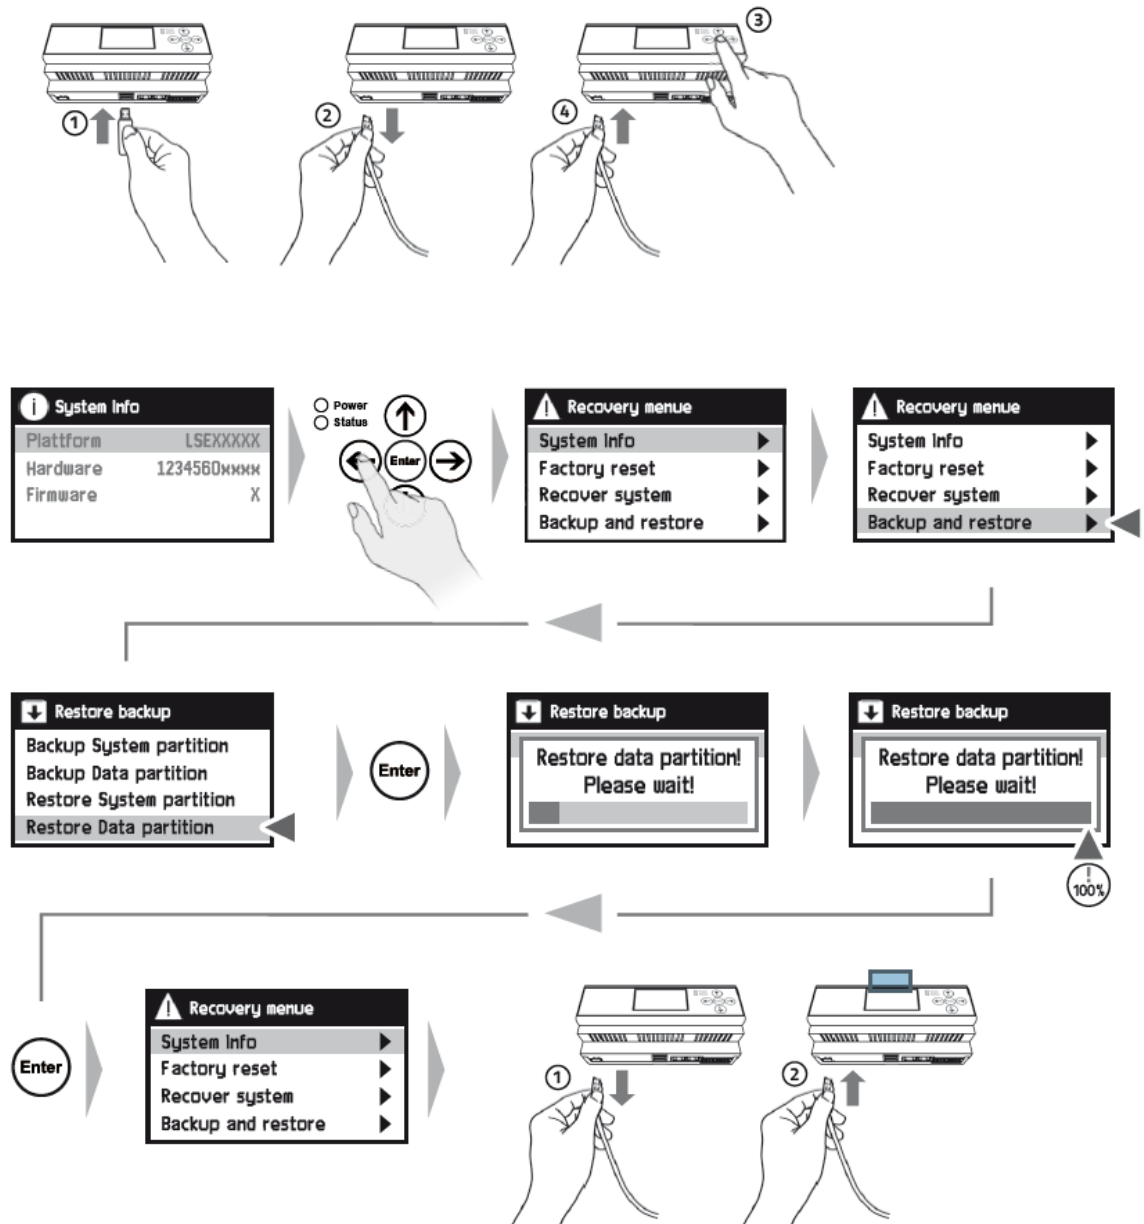 1
2
3
4
System Info
Plattform LSEXXXXX
Hardware 1234560xxxx
Firmware X
Power
Status
Enter
Recovery menue
System Info
Factory reset
Recover system
Backup and restore
Recovery menue
System Info
Factory reset
Recover system
Backup and restore
Restore backup
Backup System partition
Backup Data partition
Restore System partition
Restore Data partition
Enter
Restore backup
Restore data partition!
Please wait!
Restore backup
Restore data partition!
Please wait!
!
100%
Enter
Recovery menue
System Info
Factory reset
Recover system
Backup and restore
1
2